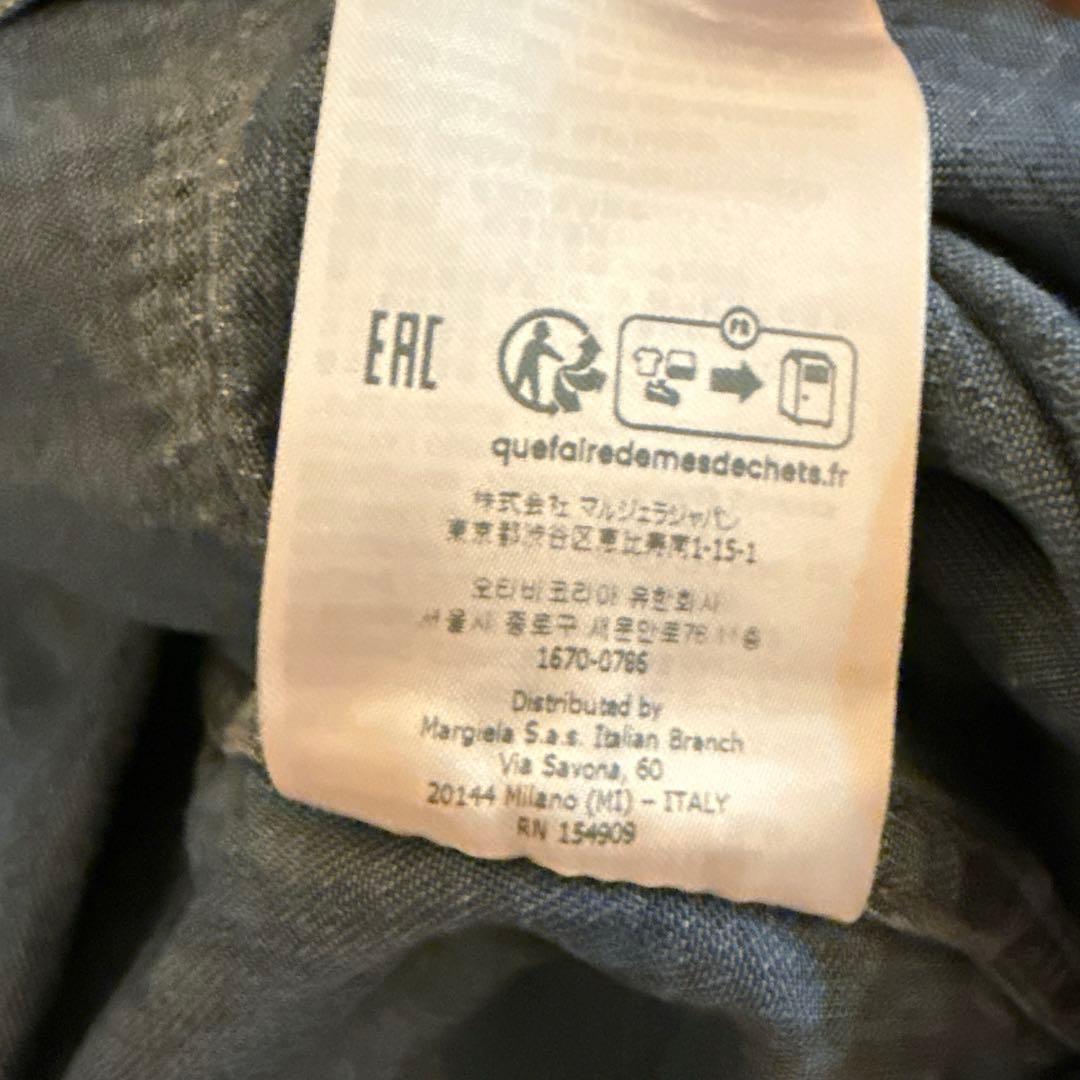 EAC
FR
quefairedemesdechets.fr
株式会社 マルジェラジャパン
東京都渋谷区恵比寿南1-15-1
오티비코리아 유한회사
서울시 종로구 새문안로76 11층
1670-0786
Distributed by
Margiela S.a.s. Italian Branch
Via Savona, 60
20144 Milano (MI) – ITALY
RN 154909